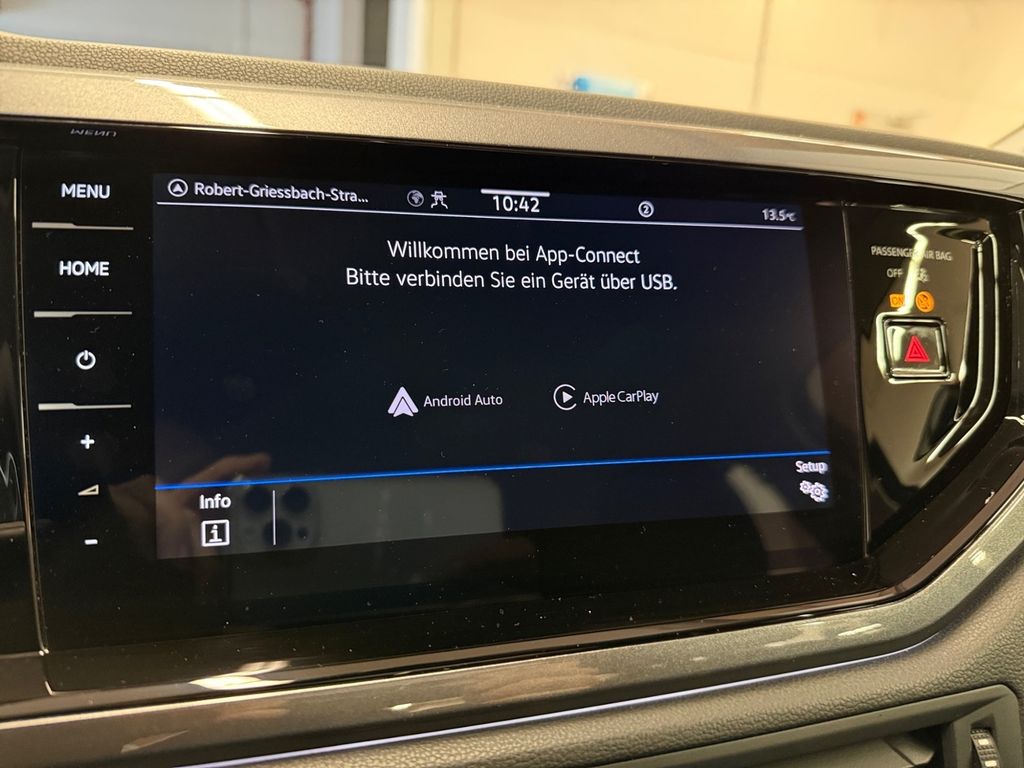 MENU
HOME
+
-
Robert-Griessbach-Stra...
10:42
2
13.5°C
Willkommen bei App-Connect
Bitte verbinden Sie ein Gerät über USB.
Android Auto
Apple CarPlay
Info
i
Setup
PASSENGER AIR BAG
OFF
ON